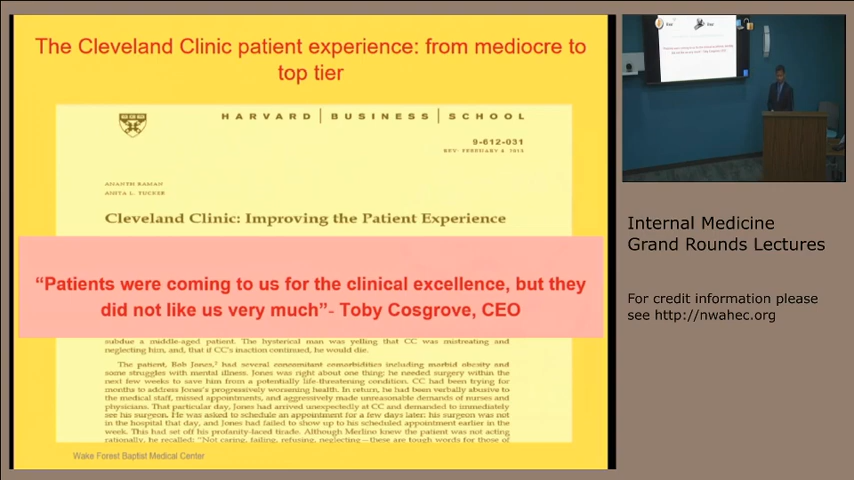 The Cleveland Clinic patient experience: from mediocre to
top tier
HARVARD | BUSINESS | SCHOOL
9-612-031
REV: FEBRUARY 4, 2013
ANANTH RAMAN
ANITA L. TUCKER
Cleveland Clinic: Improving the Patient Experience
“Patients were coming to us for the clinical excellence, but they
did not like us very much”- Toby Cosgrove, CEO
subdue a middle-aged patient. The hysterical man was yelling that CC was mistreating and
neglecting him, and, that if CC's inaction continued, he would die.
The patient, Bob Jones,¹ had several concomitant comorbidities including morbid obesity and
some struggles with mental illness. Jones was right about one thing: he needed surgery within the
next few weeks to save him from a potentially life-threatening condition. CC had been trying for
months to address Jones's progressively worsening health. In return, he had been verbally abusive to
the medical staff, missed appointments, and aggressively made unreasonable demands of nurses and
physicians. That particular day, Jones had arrived unexpectedly at CC and demanded to immediately
see his surgeon. He was asked to schedule an appointment for a few days later; his surgeon was not
in the hospital that day, and Jones had failed to show up to his scheduled appointment earlier in the
week. This had set off his profanity-laced tirade. Although Merlino knew the patient was not acting
rationally, he recalled: "Not caring, failing, refusing, neglecting—these are tough words for those of
Wake Forest Baptist Medical Center
Internal Medicine
Grand Rounds Lectures
For credit information please
see http://nwahec.org